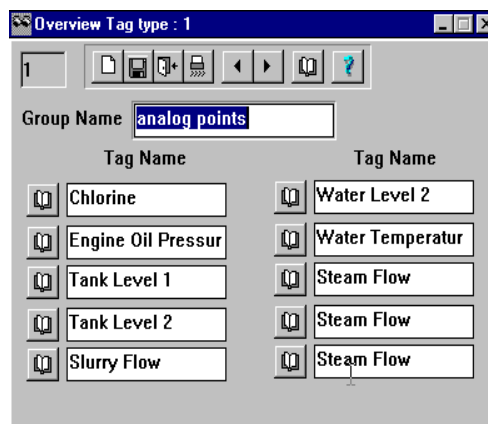 Overview Tag type : 1
1
Group Name analog points
Tag Name
Chlorine
Engine Oil Pressur
Tank Level 1
Tank Level 2
Slurry Flow
Tag Name
Water Level 2
Water Temperatur
Steam Flow
Steam Flow
Steam Flow